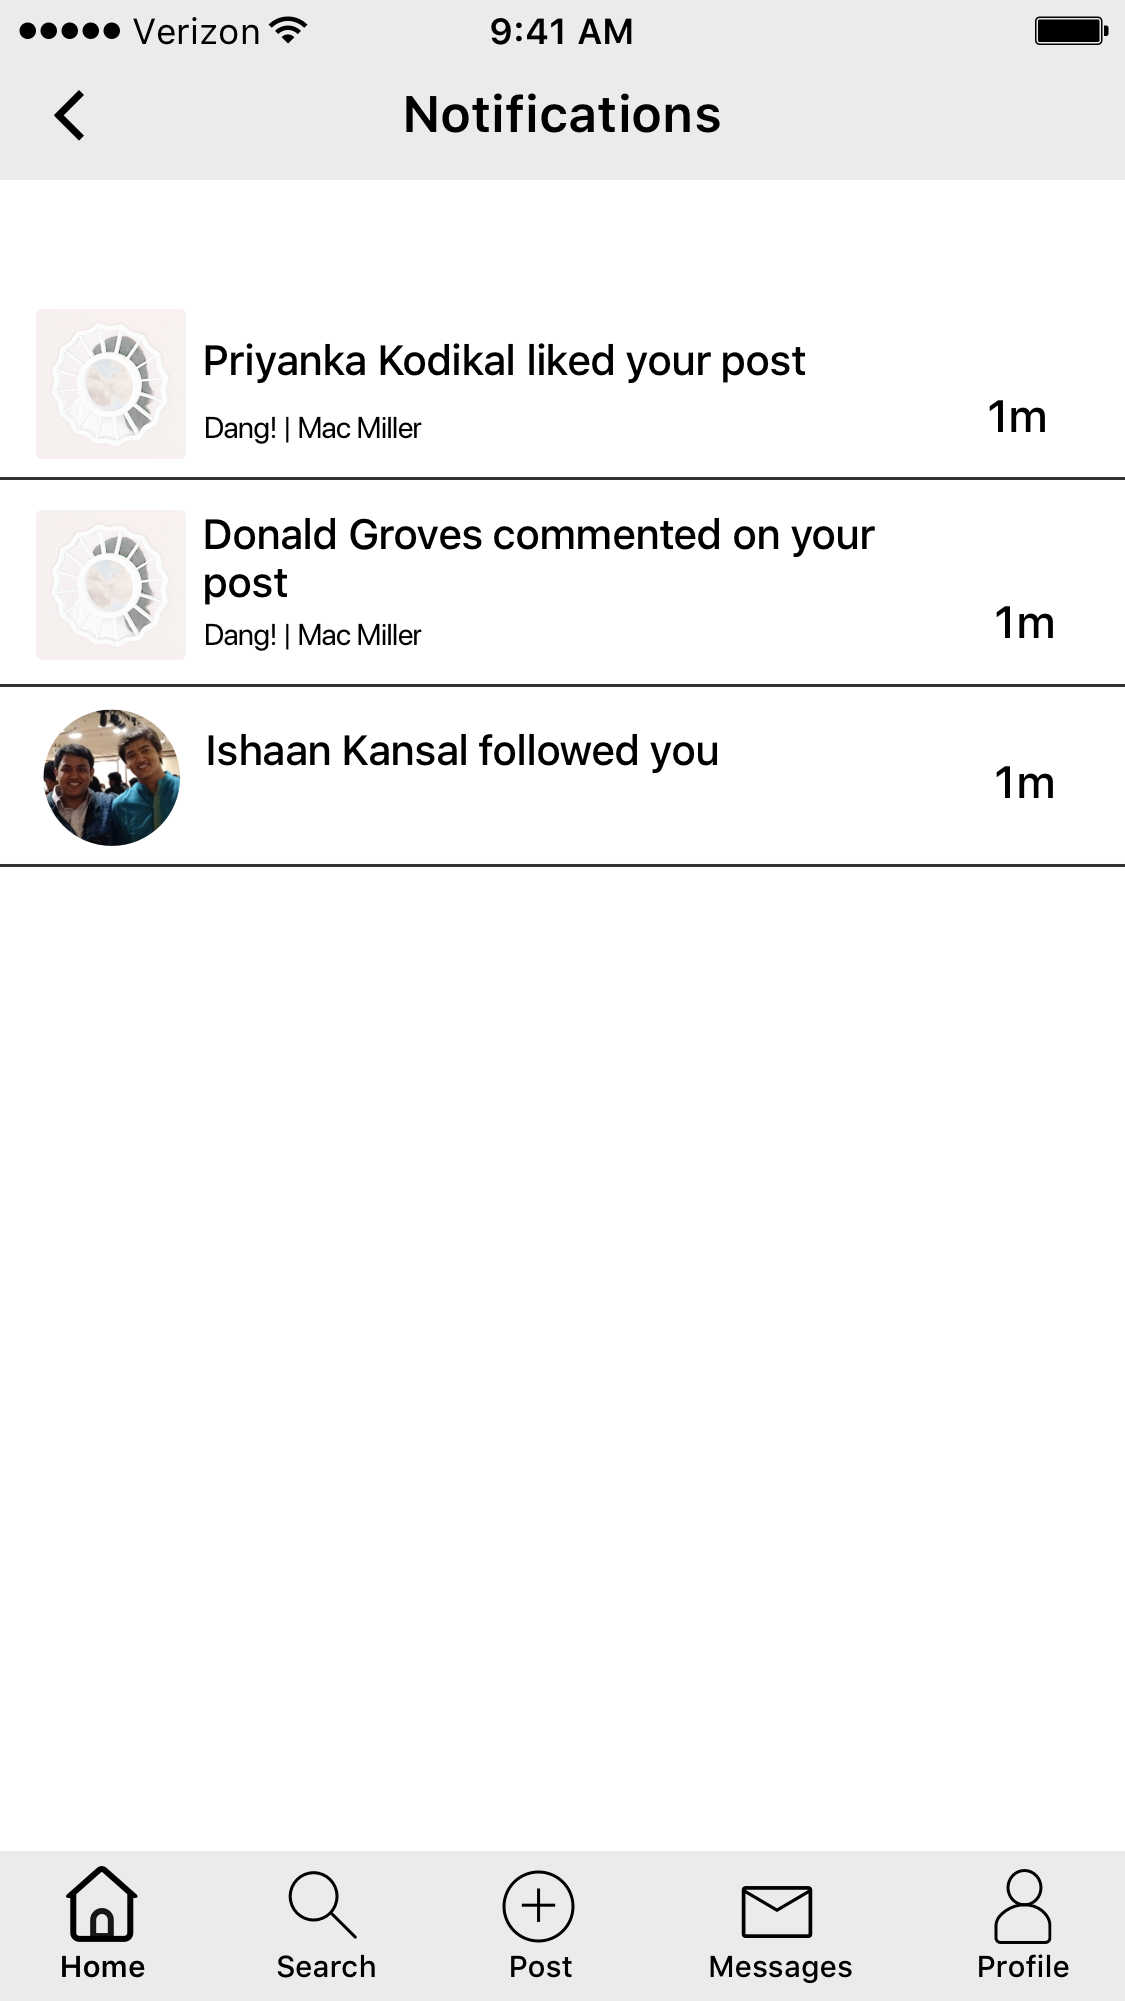 Verizon 9:41 AM
Notifications
Priyanka Kodikal liked your post
Dang! | Mac Miller
1m
Donald Groves commented on your
post
Dang! | Mac Miller
1m
Ishaan Kansal followed you
1m
Home Search Post Messages Profile